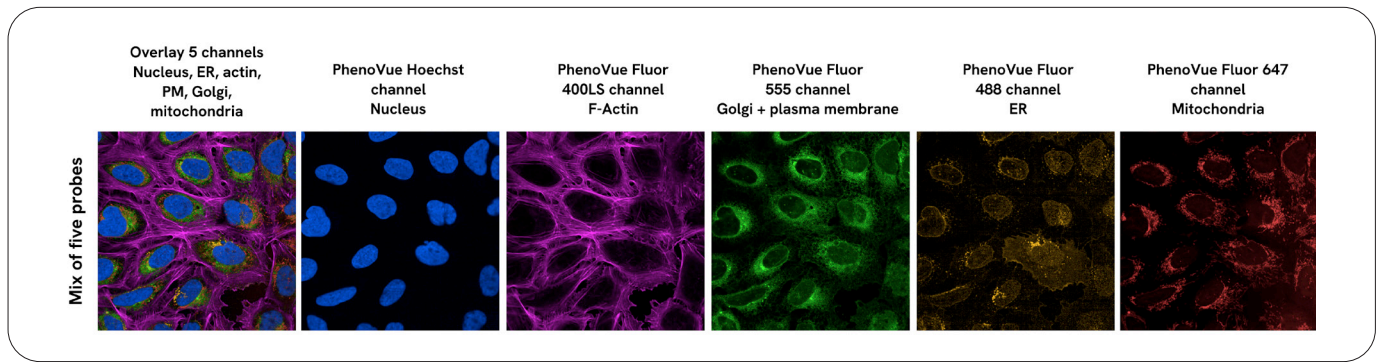 Overlay 5 channels
Nucleus, ER, actin,
PM, Golgi,
mitochondria
PhenoVue Hoechst
channel
Nucleus
PhenoVue Fluor
400LS channel
F-Actin
PhenoVue Fluor
555 channel
Golgi + plasma membrane
PhenoVue Fluor
488 channel
ER
PhenoVue Fluor 647
channel
Mitochondria
Mix of five probes